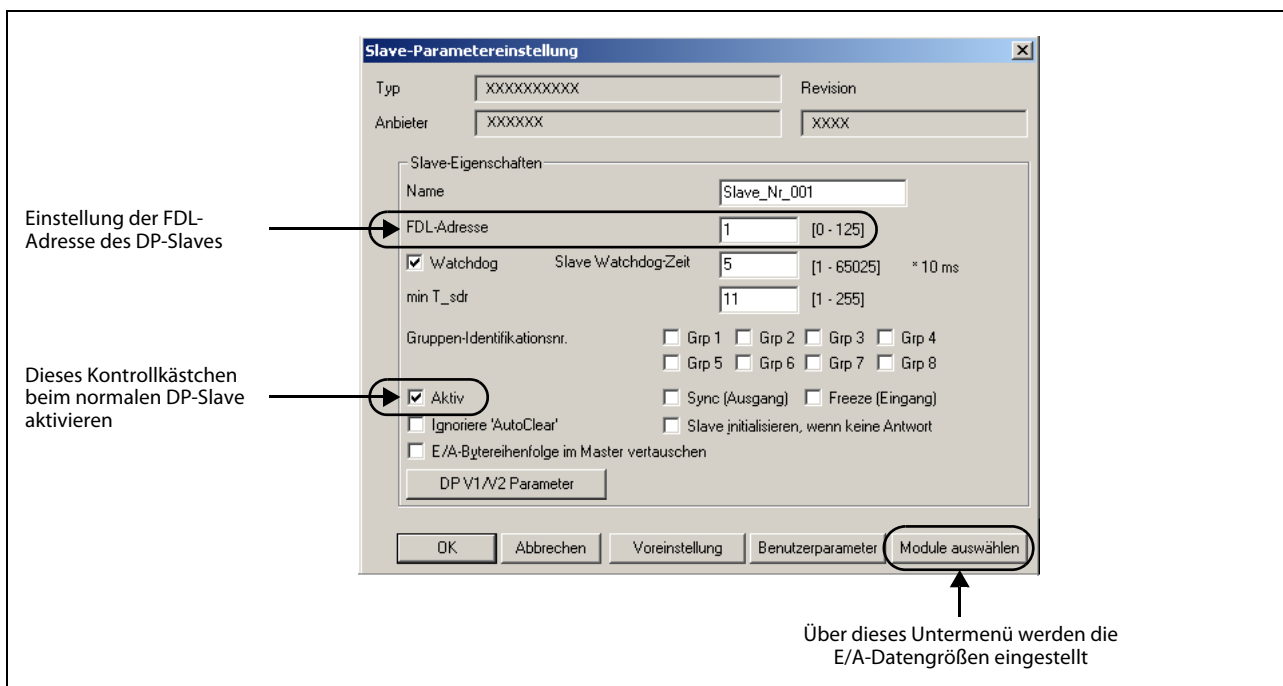 Slave-Parametereinstellung
Typ XXXXXXXXXX Revision
Anbieter XXXXXX XXXX
Slave-Eigenschaften
Name Slave_Nr_001
Einstellung der FDL-
Adresse des DP-Slaves
FDL-Adresse 1 [0 - 125]
Watchdog Slave Watchdog-Zeit 5 [1 - 65025] * 10 ms
min T_sdr 11 [1 - 255]
Gruppen-Identifikationsnr. Grp 1 Grp 2 Grp 3 Grp 4
Grp 5 Grp 6 Grp 7 Grp 8
Dieses Kontrollkästchen
beim normalen DP-Slave
aktivieren
Aktiv Sync (Ausgang) Freeze (Eingang)
Ignoriere 'AutoClear' Slave initialisieren, wenn keine Antwort
E/A-Bytereihenfolge im Master vertauschen
DP V1/V2 Parameter
OK Abbrechen Voreinstellung Benutzerparameter Module auswählen
Über dieses Untermenü werden die
E/A-Datengrößen eingestellt